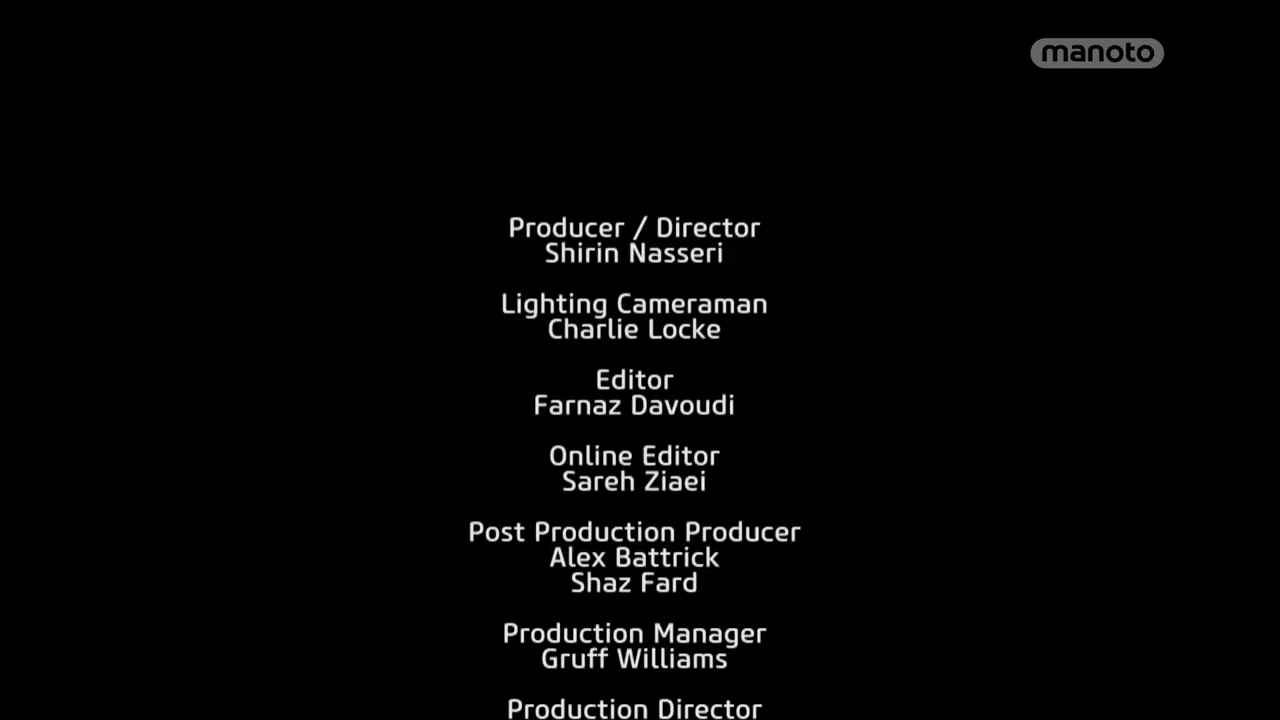 manoto
Producer / Director
Shirin Nasseri
Lighting Cameraman
Charlie Locke
Editor
Farnaz Davoudi
Online Editor
Sareh Ziaei
Post Production Producer
Alex Battrick
Shaz Fard
Production Manager
Gruff Williams
Production Director